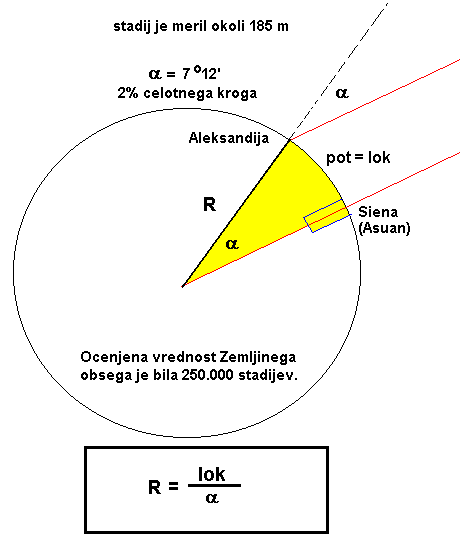 stadij je meril okoli 185 m
α = 7 º12'
2% celotnega kroga
α
Aleksandija
pot = lok
R
Siena
(Asuan)
α
Ocenjena vrednost Zemljinega
obsega je bila 250.000 stadijev.
R = lok
α